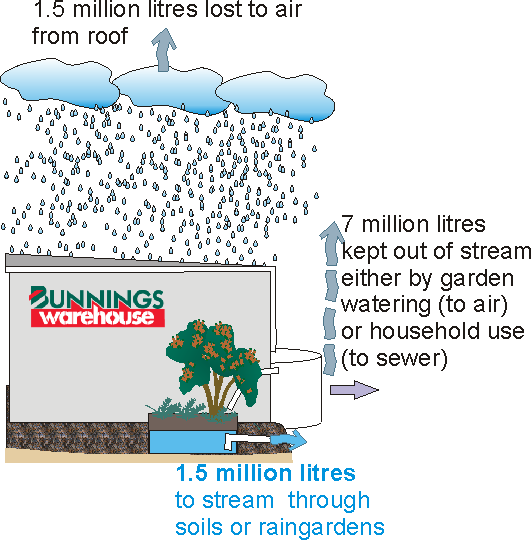 1.5 million litres lost to air
from roof
7 million litres
kept out of stream
either by garden
watering (to air)
or household use
(to sewer)
BUNNINGS
warehouse
1.5 million litres
to stream through
soils or raingardens